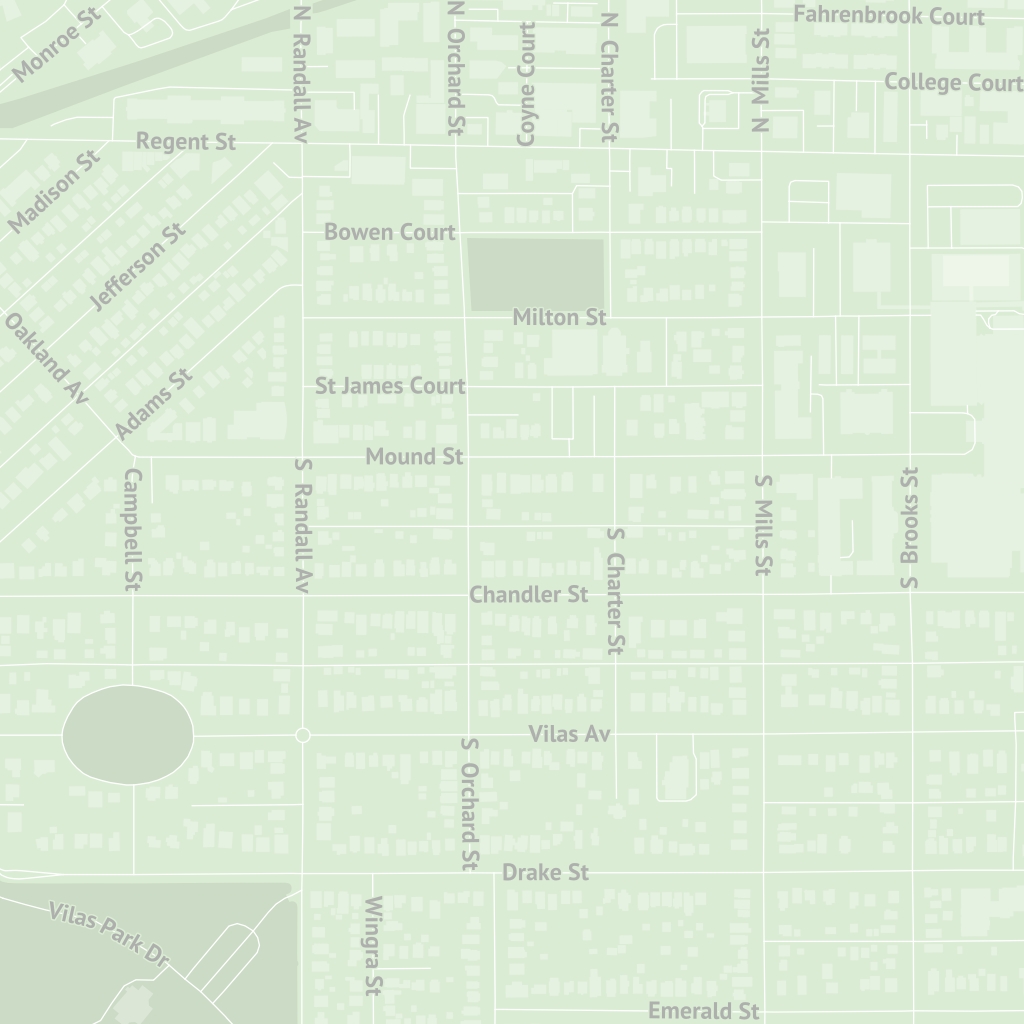 Monroe St
N Randall Av
N Orchard St
Coyne Court
N Charter St
N Mills St
Fahrenbrook Court
College Court
Regent St
Madison St
Jefferson St
Bowen Court
Milton St
Oakland Av
Adams St
St James Court
Mound St
Campbell St
S Randall Av
S Charter St
S Mills St
S Brooks St
Chandler St
Vilas Av
S Orchard St
Drake St
Vilas Park Dr
Wingra St
Emerald St